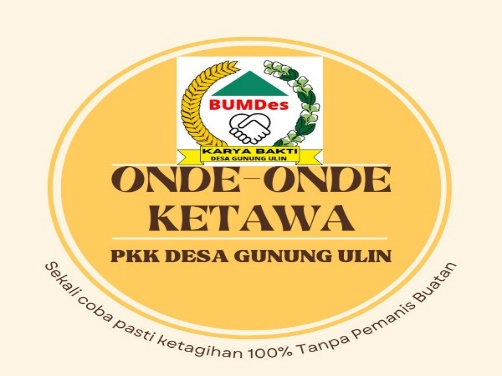 BUMDes
KARYA BAKTI
DESA GUNUNG ULIN
ONDE-ONDE
KETAWA
PKK DESA GUNUNG ULIN
Sekali coba pasti ketagihan 100% Tanpa Pemanis Buatan